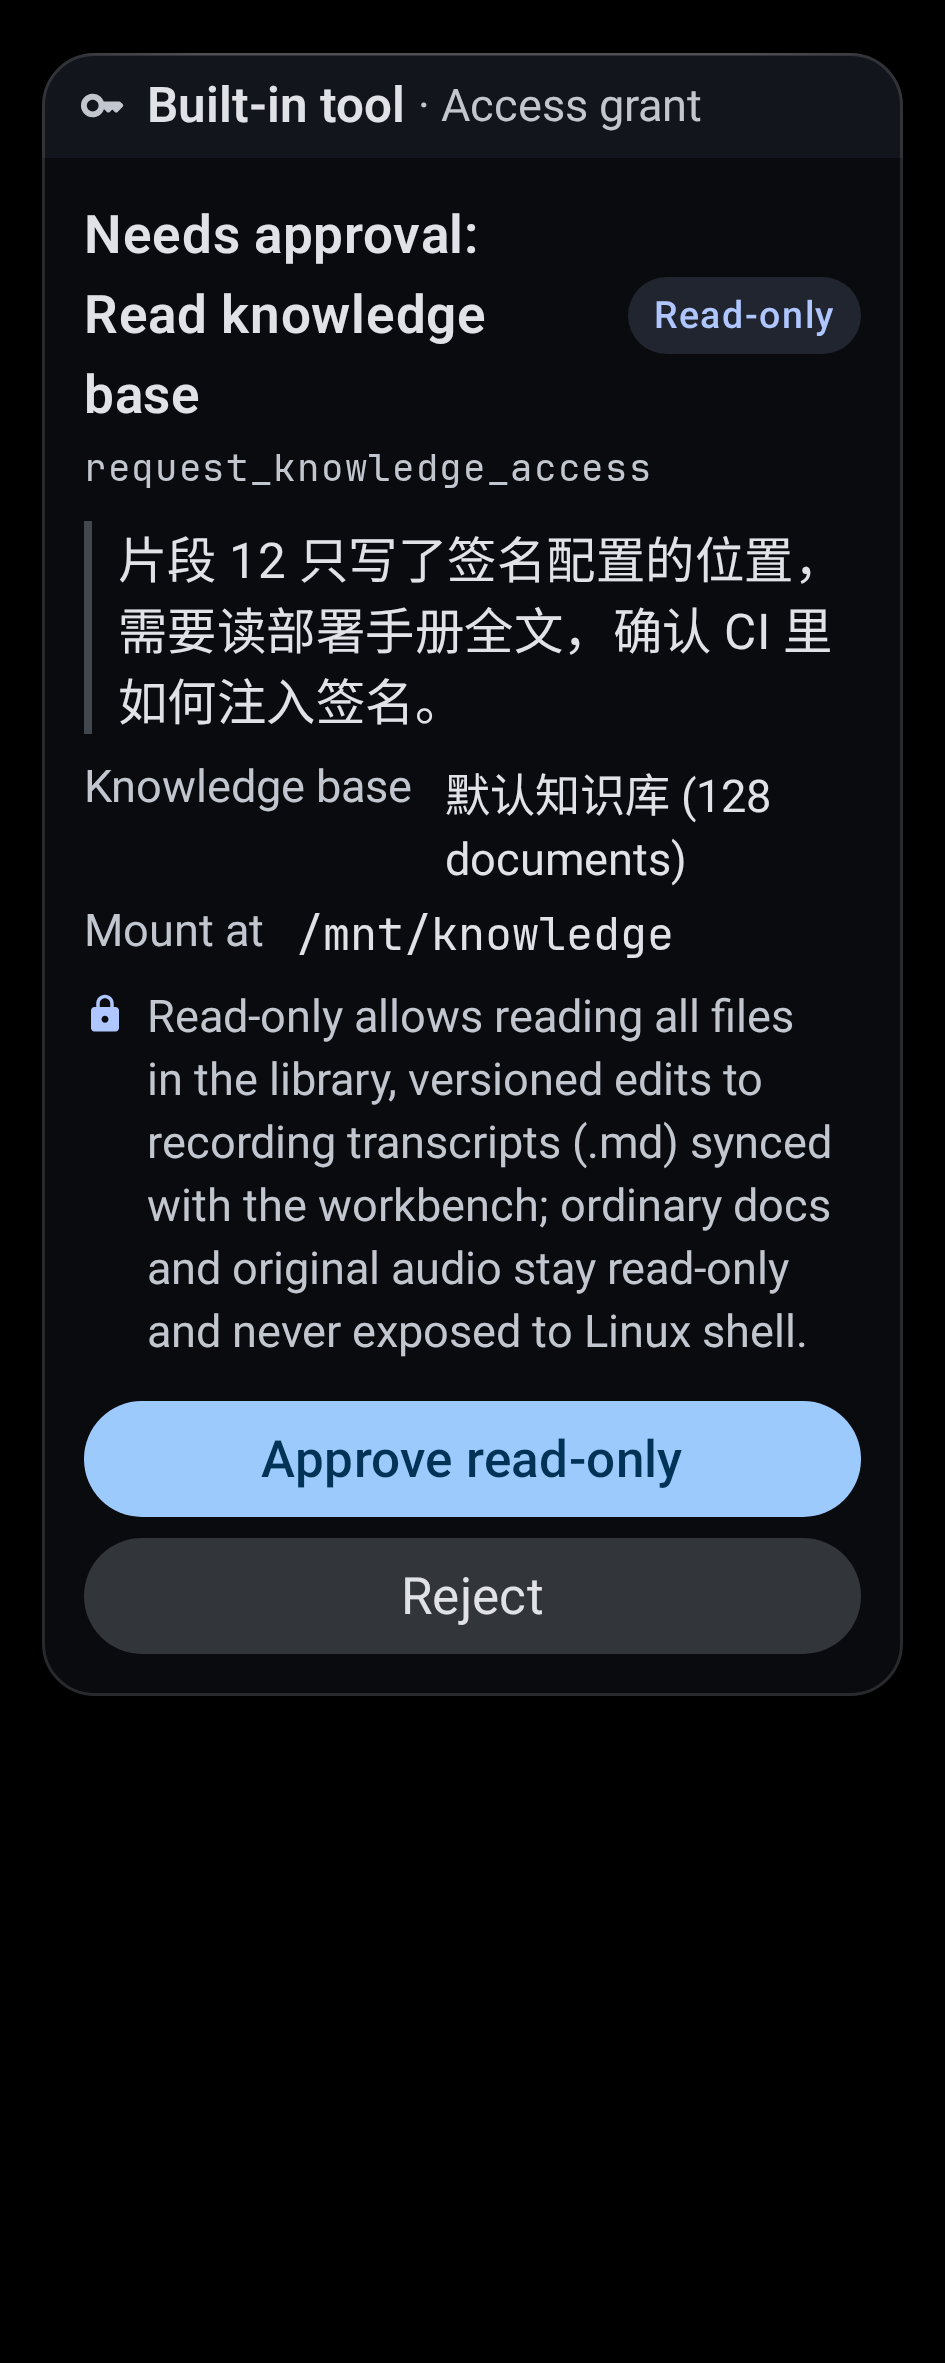 Built-in tool · Access grant
Needs approval:
Read knowledge
base
Read-only
request_knowledge_access
片段 12 只写了签名配置的位置，
需要读部署手册全文，确认 CI 里
如何注入签名。
Knowledge base 默认知识库 (128
documents)
Mount at /mnt/knowledge
Read-only allows reading all files
in the library, versioned edits to
recording transcripts (.md) synced
with the workbench; ordinary docs
and original audio stay read-only
and never exposed to Linux shell.
Approve read-only
Reject